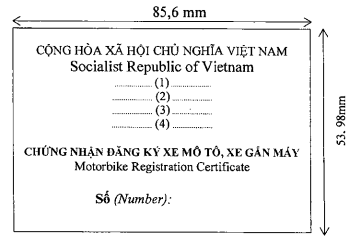 85,6 mm
CỘNG HÒA XÃ HỘI CHỦ NGHĨA VIỆT NAM
Socialist Republic of Vietnam
............ (1) ............
............ (2) ............
............ (3) ............
............ (4) ............
CHỨNG NHẬN ĐĂNG KÝ XE MÔ TÔ, XE GẮN MÁY
Motorbike Registration Certificate
Số (Number):
53. 98mm